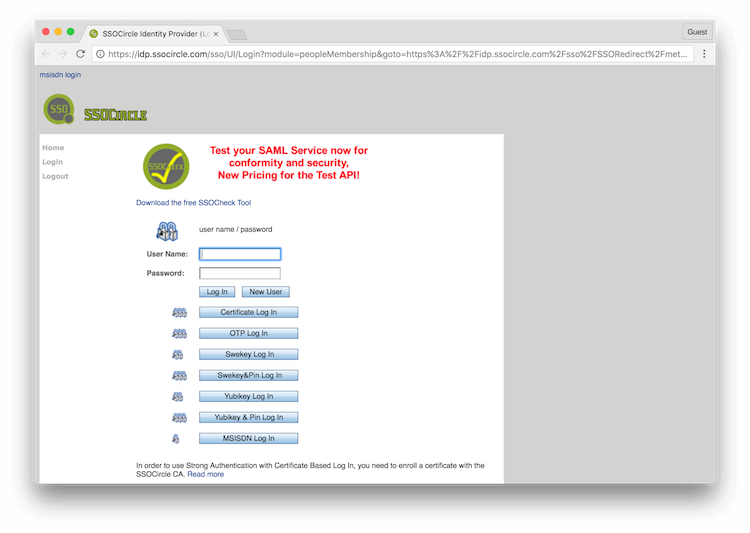 SSOCircle Identity Provider (Lo
Guest
https://idp.ssocircle.com/sso/UI/Login?module=peopleMembership&goto=https%3A%2F%2Fidp.ssocircle.com%2Fsso%2FSSORedirect%2Fmet...
msisdn login
SSO SSOCIRCLE
Home
Login
Logout
SSOCHECK
Test your SAML Service now for
conformity and security,
New Pricing for the Test API!
Download the free SSOCheck Tool
user name / password
User Name:
Password:
Log In New User
Certificate Log In
OTP Log In
Swekey Log In
Swekey&Pin Log In
Yubikey Log In
Yubikey & Pin Log In
MSISDN Log In
In order to use Strong Authentication with Certificate Based Log In, you need to enroll a certificate with the
SSOCircle CA. Read more